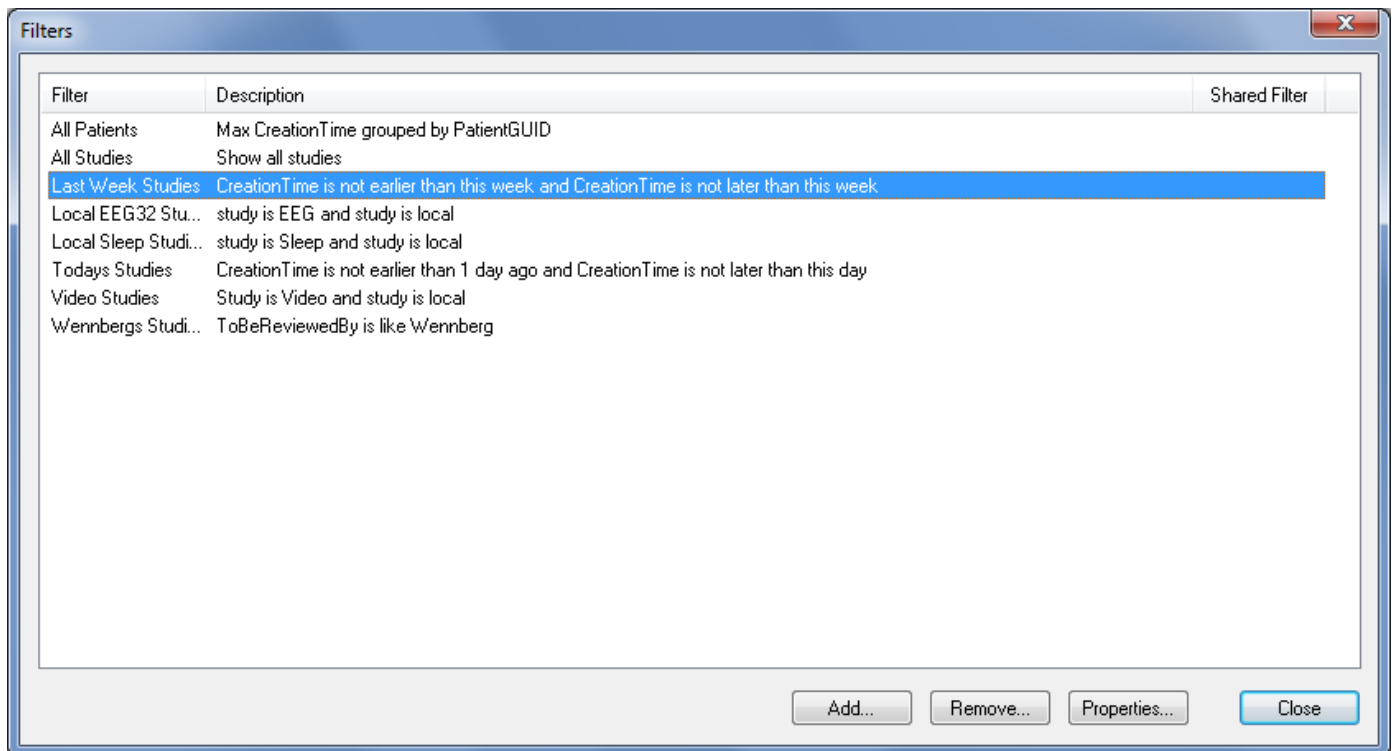 Filters
Filter Description Shared Filter
All Patients Max CreationTime grouped by PatientGUID
All Studies Show all studies
Last Week Studies CreationTime is not earlier than this week and CreationTime is not later than this week
Local EEG32 Stu... study is EEG and study is local
Local Sleep Studi... study is Sleep and study is local
Todays Studies CreationTime is not earlier than 1 day ago and CreationTime is not later than this day
Video Studies Study is Video and study is local
Wennbergs Studi... ToBeReviewedBy is like Wennberg
Add... Remove... Properties... Close